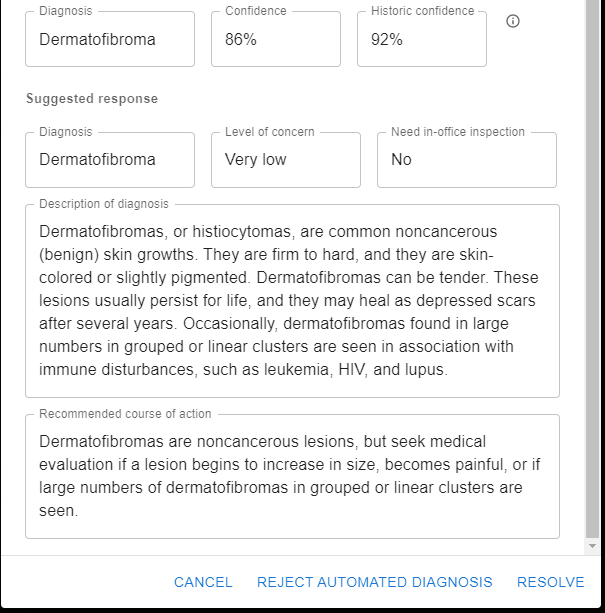 Diagnosis Confidence Historic confidence
Dermatofibroma 86% 92%
Suggested response
Diagnosis Level of concern Need in-office inspection
Dermatofibroma Very low No
Description of diagnosis
Dermatofibromas, or histiocytomas, are common noncancerous
(benign) skin growths. They are firm to hard, and they are skin-
colored or slightly pigmented. Dermatofibromas can be tender. These
lesions usually persist for life, and they may heal as depressed scars
after several years. Occasionally, dermatofibromas found in large
numbers in grouped or linear clusters are seen in association with
immune disturbances, such as leukemia, HIV, and lupus.
Recommended course of action
Dermatofibromas are noncancerous lesions, but seek medical
evaluation if a lesion begins to increase in size, becomes painful, or if
large numbers of dermatofibromas in grouped or linear clusters are
seen.
CANCEL REJECT AUTOMATED DIAGNOSIS RESOLVE